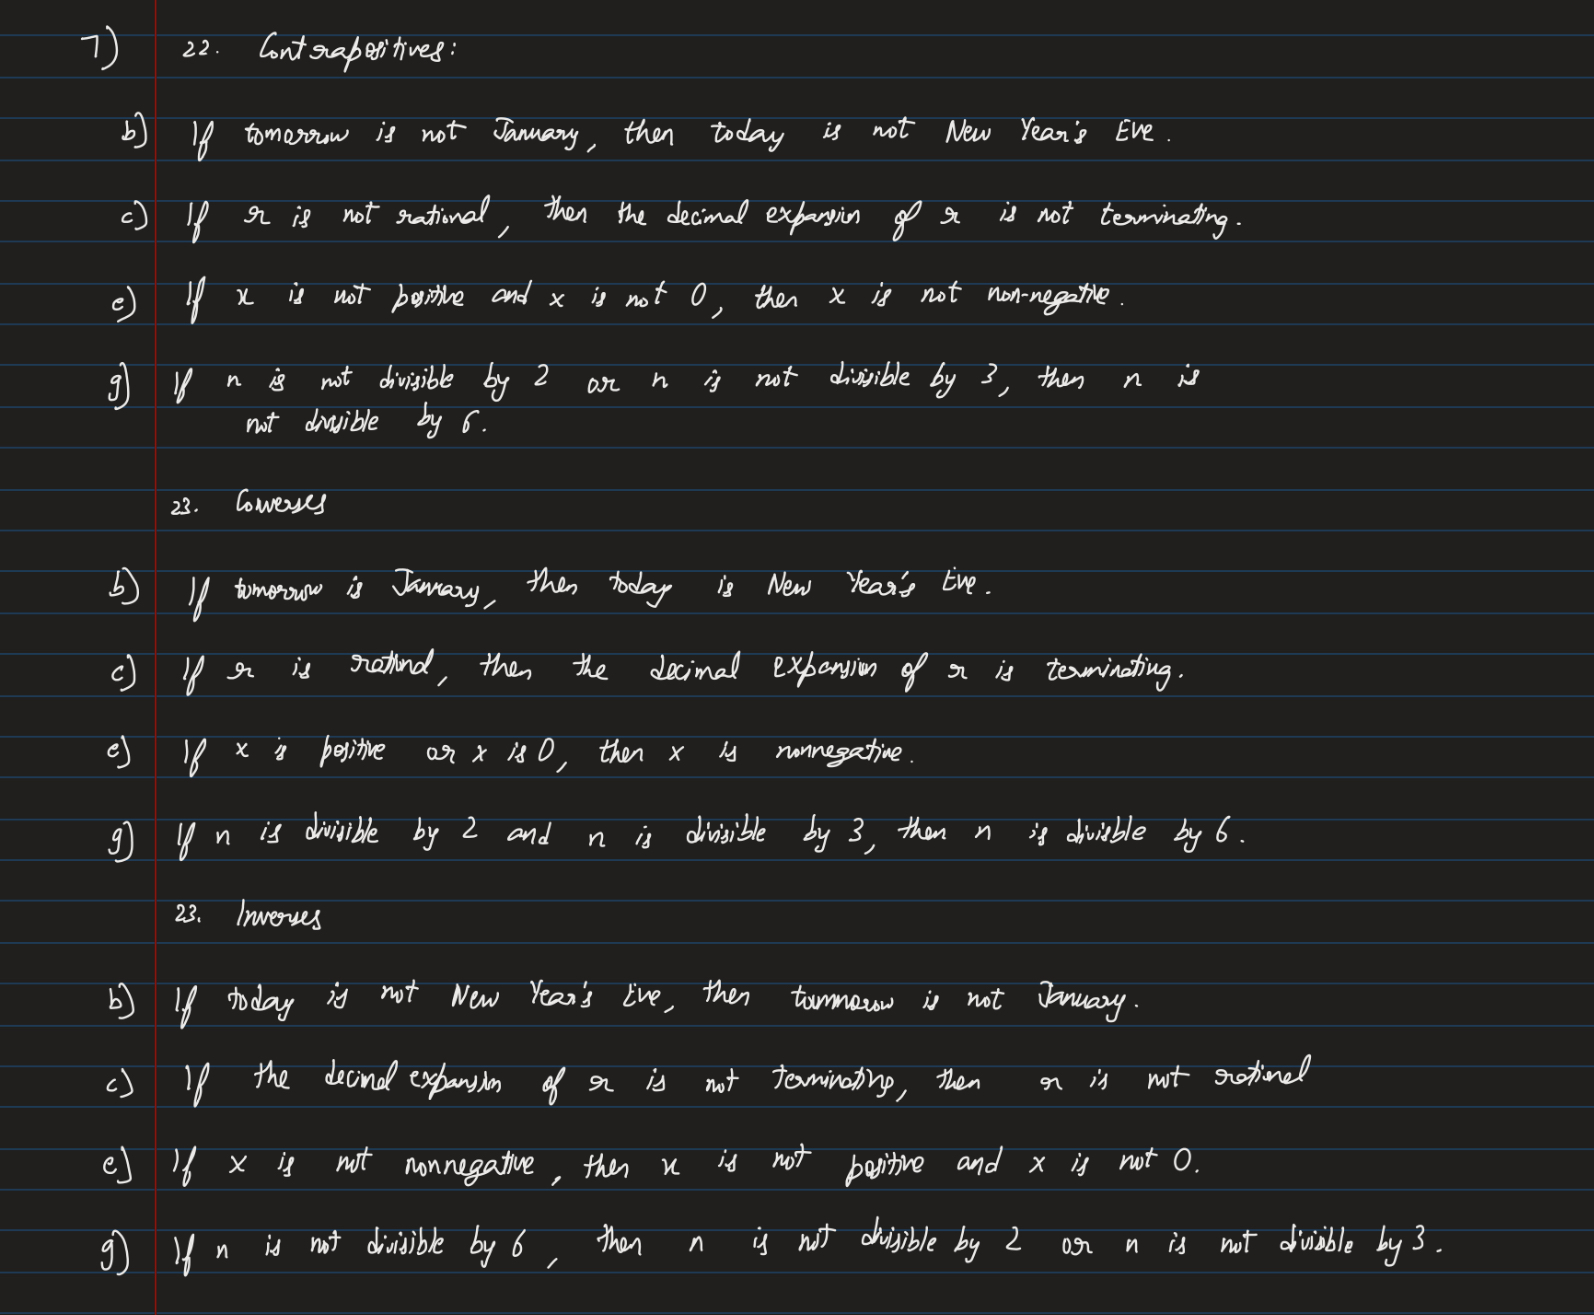 7) 22. Contrapositives:
b) If tomorrow is not January, then today is not New Year's Eve.
c) If r is not rational, then the decimal expansion of r is not terminating.
e) If x is not positive and x is not 0, then x is not non-negative.
g) If n is not divisible by 2 or n is not divisible by 3, then n is
not divisible by 6.
23. Converses
b) If tomorrow is January, then today is New Year's Eve.
c) If r is rational, then the decimal expansion of r is terminating.
e) If x is positive or x is 0, then x is nonnegative.
g) If n is divisible by 2 and n is divisible by 3, then n is divisble by 6.
23. Inverses
b) If today is not New Year's Eve, then tommorow is not January.
c) If the decimal expansion of r is not terminating, then r is not rational
e) If x is not nonnegative, then x is not positive and x is not 0.
g) If n is not divisible by 6, then n is not divisible by 2 or n is not divisible by 3.